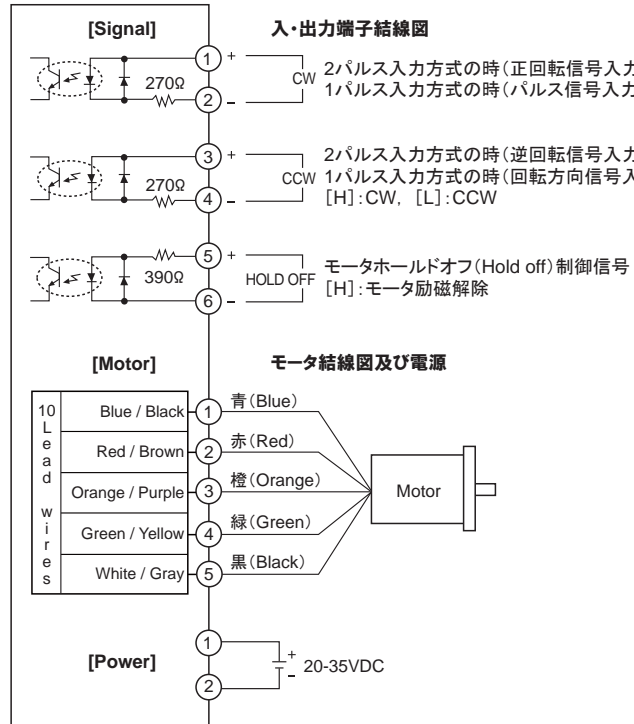 [Signal]
入・出力端子結線図
1
+
270Ω
2
−
CW
2パルス入力方式の時(正回転信号入力
1パルス入力方式の時(パルス信号入力
3
+
270Ω
4
−
CCW
2パルス入力方式の時(逆回転信号入力
1パルス入力方式の時(回転方向信号入
[H]:CW, [L]:CCW
5
+
390Ω
6
−
HOLD OFF
モータホールドオフ(Hold off)制御信号
[H]:モータ励磁解除
[Motor]
モータ結線図及び電源
10 Lead wires
Blue / Black
1
青(Blue)
Red / Brown
2
赤(Red)
Orange / Purple
3
橙(Orange)
Green / Yellow
4
緑(Green)
White / Gray
5
黒(Black)
Motor
[Power]
1
2
+
−
20-35VDC